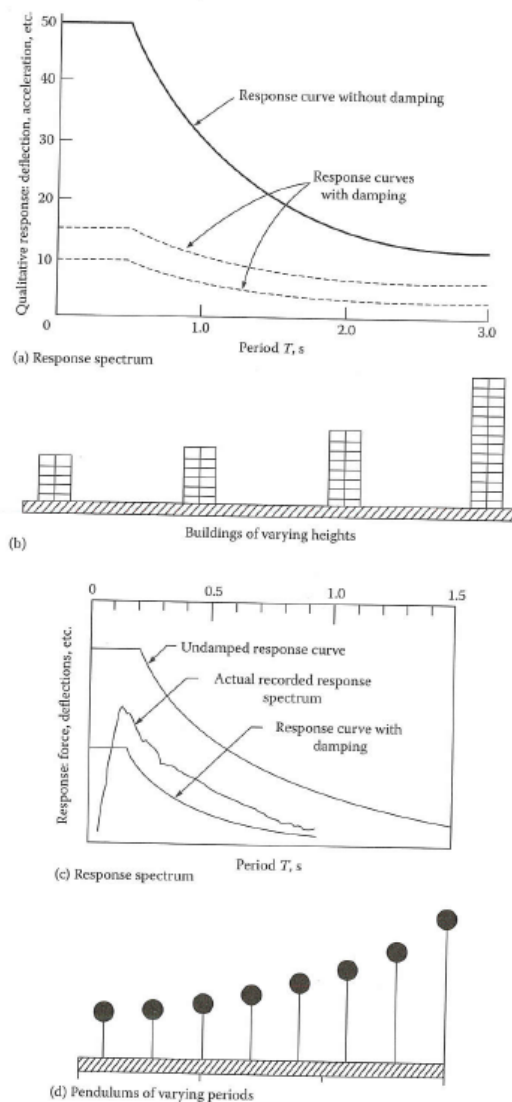 50
40
30
20
10
0
1.0
2.0
3.0
Qualitative response: deflection, acceleration, etc.
Response curve without damping
Response curves
with damping
Period T, s
(a) Response spectrum
Buildings of varying heights
(b)
0
0.5
1.0
1.5
Response: force, deflections, etc.
Undamped response curve
Actual recorded response
spectrum
Response curve with
damping
Period T, s
(c) Response spectrum
(d) Pendulums of varying periods